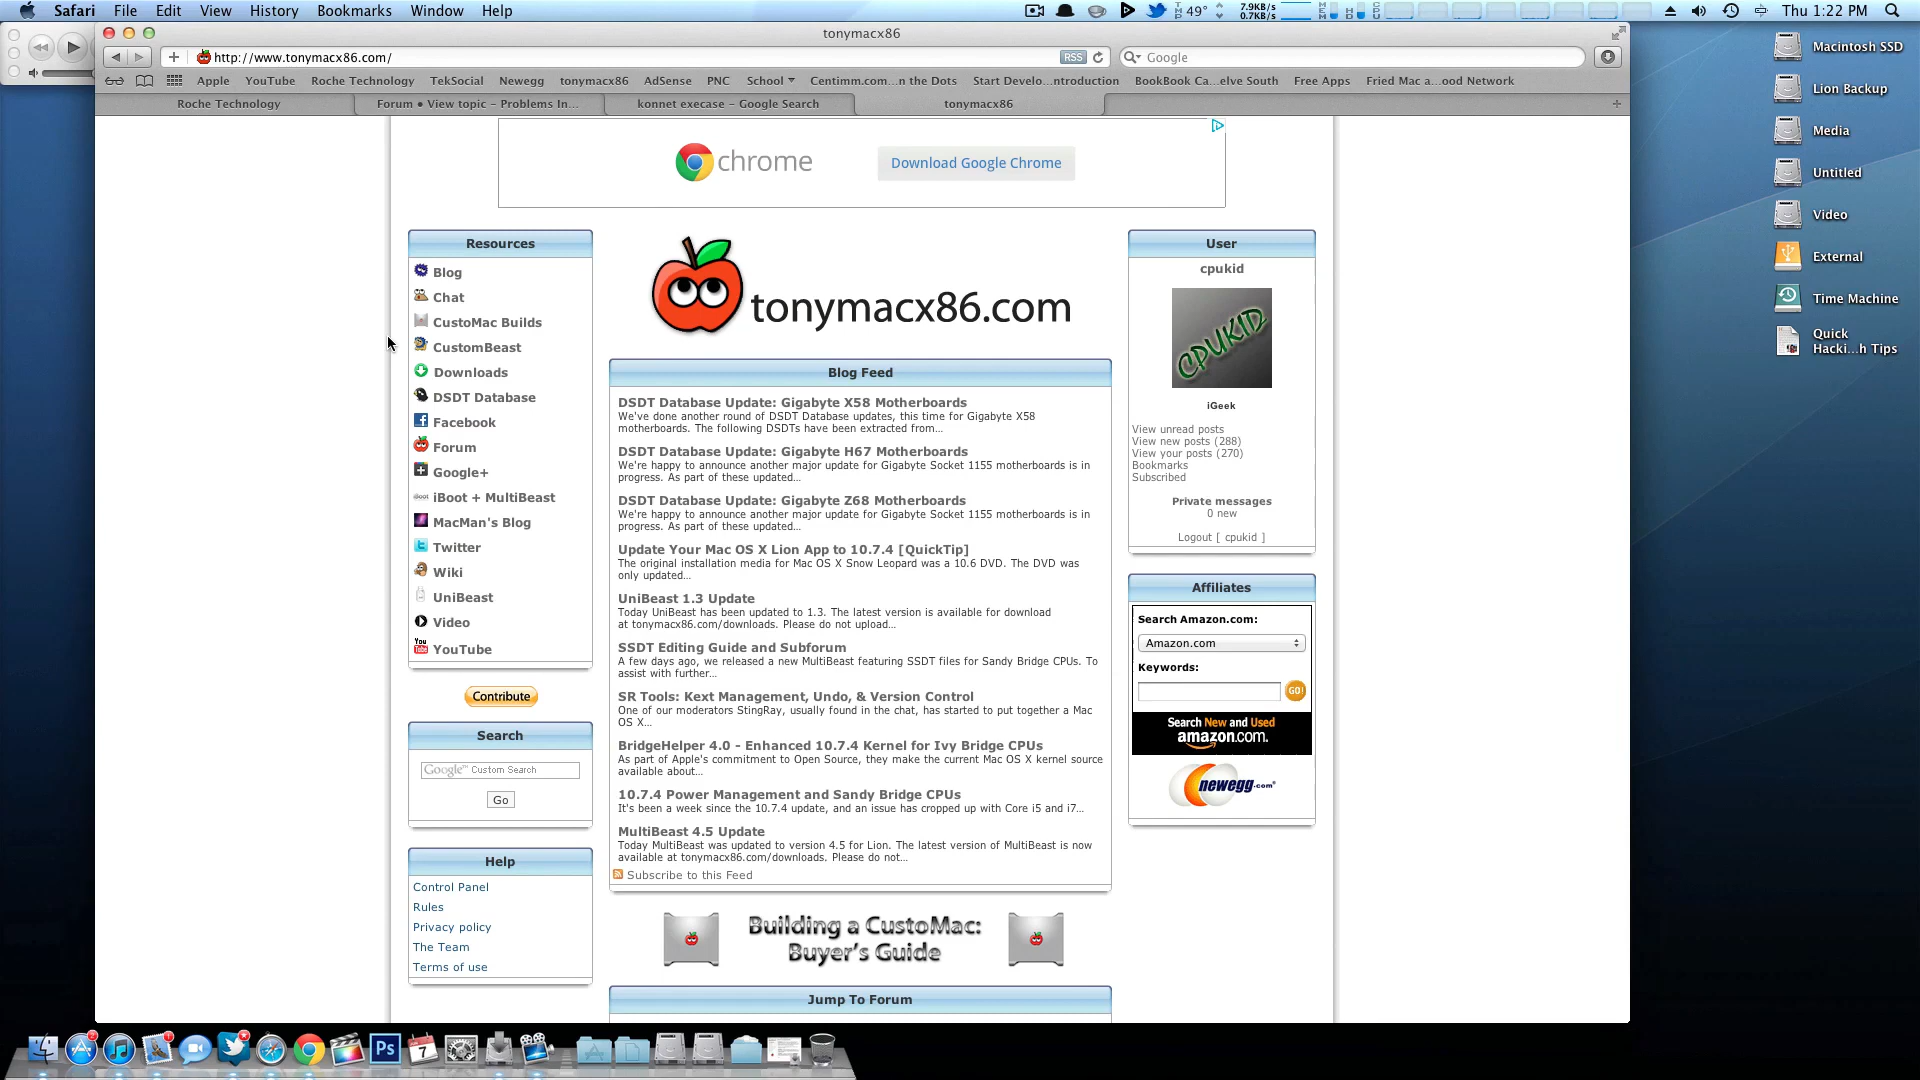 Safari File Edit View History Bookmarks Window Help
49° 7.9KB/s 0.7KB/s Thu 1:22 PM
tonymacx86
http://www.tonymacx86.com/ RSS Google
Apple YouTube Roche Technology TekSocial Newegg tonymacx86 AdSense PNC School Centimm.com...n the Dots Start Develo...ntroduction BookBook Ca...elve South Free Apps Fried Mac a...ood Network
Roche Technology Forum • View topic – Problems In... konnet execase – Google Search tonymacx86
chrome Download Google Chrome
Resources
Blog
Chat
CustoMac Builds
CustomBeast
Downloads
DSDT Database
Facebook
Forum
Google+
iBoot + MultiBeast
MacMan's Blog
Twitter
Wiki
UniBeast
Video
You Tube YouTube
Contribute
Search
Google™ Custom Search
Go
Help
Control Panel
Rules
Privacy policy
The Team
Terms of use
tonymacx86.com
Blog Feed
DSDT Database Update: Gigabyte X58 Motherboards
We've done another round of DSDT Database updates, this time for Gigabyte X58
motherboards. The following DSDTs have been extracted from...
DSDT Database Update: Gigabyte H67 Motherboards
We're happy to announce another major update for Gigabyte Socket 1155 motherboards is in
progress. As part of these updated...
DSDT Database Update: Gigabyte Z68 Motherboards
We're happy to announce another major update for Gigabyte Socket 1155 motherboards is in
progress. As part of these updated...
Update Your Mac OS X Lion App to 10.7.4 [QuickTip]
The original installation media for Mac OS X Snow Leopard was a 10.6 DVD. The DVD was
only updated...
UniBeast 1.3 Update
Today UniBeast has been updated to 1.3. The latest version is available for download
at tonymacx86.com/downloads. Please do not upload...
SSDT Editing Guide and Subforum
A few days ago, we released a new MultiBeast featuring SSDT files for Sandy Bridge CPUs. To
assist with further...
SR Tools: Kext Management, Undo, & Version Control
One of our moderators StingRay, usually found in the chat, has started to put together a Mac
OS X...
BridgeHelper 4.0 - Enhanced 10.7.4 Kernel for Ivy Bridge CPUs
As part of Apple's commitment to Open Source, they make the current Mac OS X kernel source
available about...
10.7.4 Power Management and Sandy Bridge CPUs
It's been a week since the 10.7.4 update, and an issue has cropped up with Core i5 and i7...
MultiBeast 4.5 Update
Today MultiBeast was updated to version 4.5 for Lion. The latest version of MultiBeast is now
available at tonymacx86.com/downloads. Please do not...
Subscribe to this Feed
Building a CustoMac:
Buyer's Guide
Jump To Forum
User
cpukid
CPUKID
iGeek
View unread posts
View new posts (288)
View your posts (270)
Bookmarks
Subscribed
Private messages
0 new
Logout [ cpukid ]
Affiliates
Search Amazon.com:
Amazon.com
Keywords:
GO!
Search New and Used
amazon.com.
newegg.com
Macintosh SSD
Lion Backup
Media
Untitled
Video
External
Time Machine
Quick
Hacki...h Tips
Ps 7